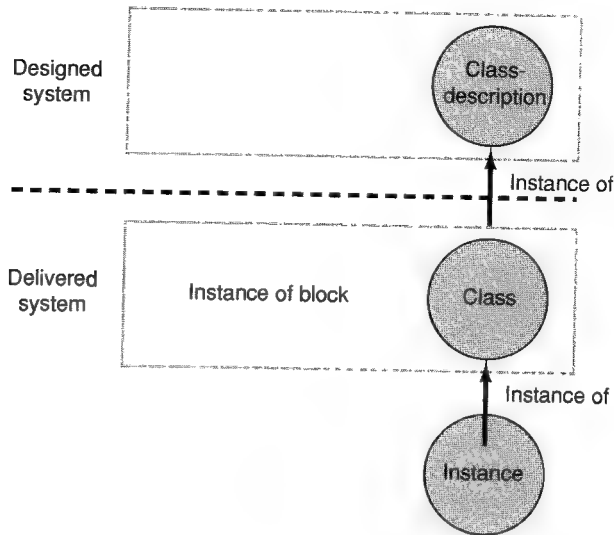 Designed
system
Class-
description
Instance of
Delivered
system
Instance of block
Class
Instance of
Instance